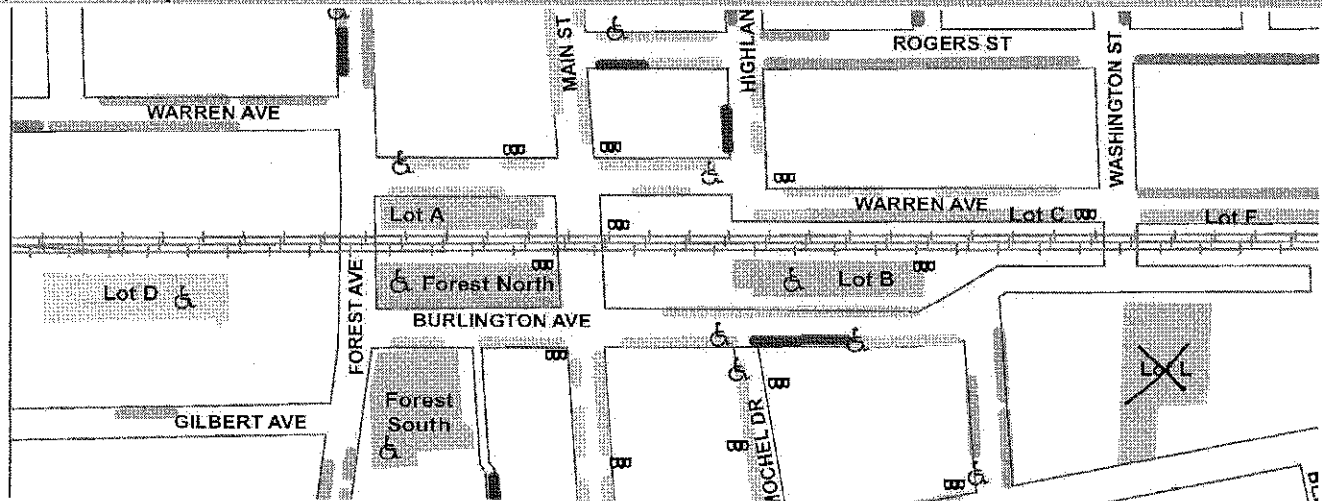 MAIN ST
HIGHLAN
ROGERS ST
WASHINGTON ST
WARREN AVE
Lot A
WARREN AVE
Lot C
Lot F
Lot D
FOREST AVE
Forest North
Lot B
BURLINGTON AVE
Forest
South
GILBERT AVE
MOCHEL DR